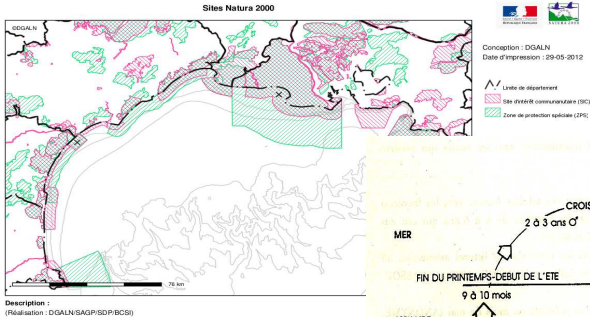 Sites Natura 2000
©DGALN
Conception : DGALN
Date d'impression : 29-05-2012
Limite de département
Site d'intérêt communautaire (SIC)
Zone de protection spéciale (ZPS)
76 km
Description :
(Réalisation : DGALN/SAGP/SDP/BCSI)
CROIS
2 à 3 ans ♂
MER
FIN DU PRINTEMPS-DEBUT DE L'ETE
9 à 10 mois